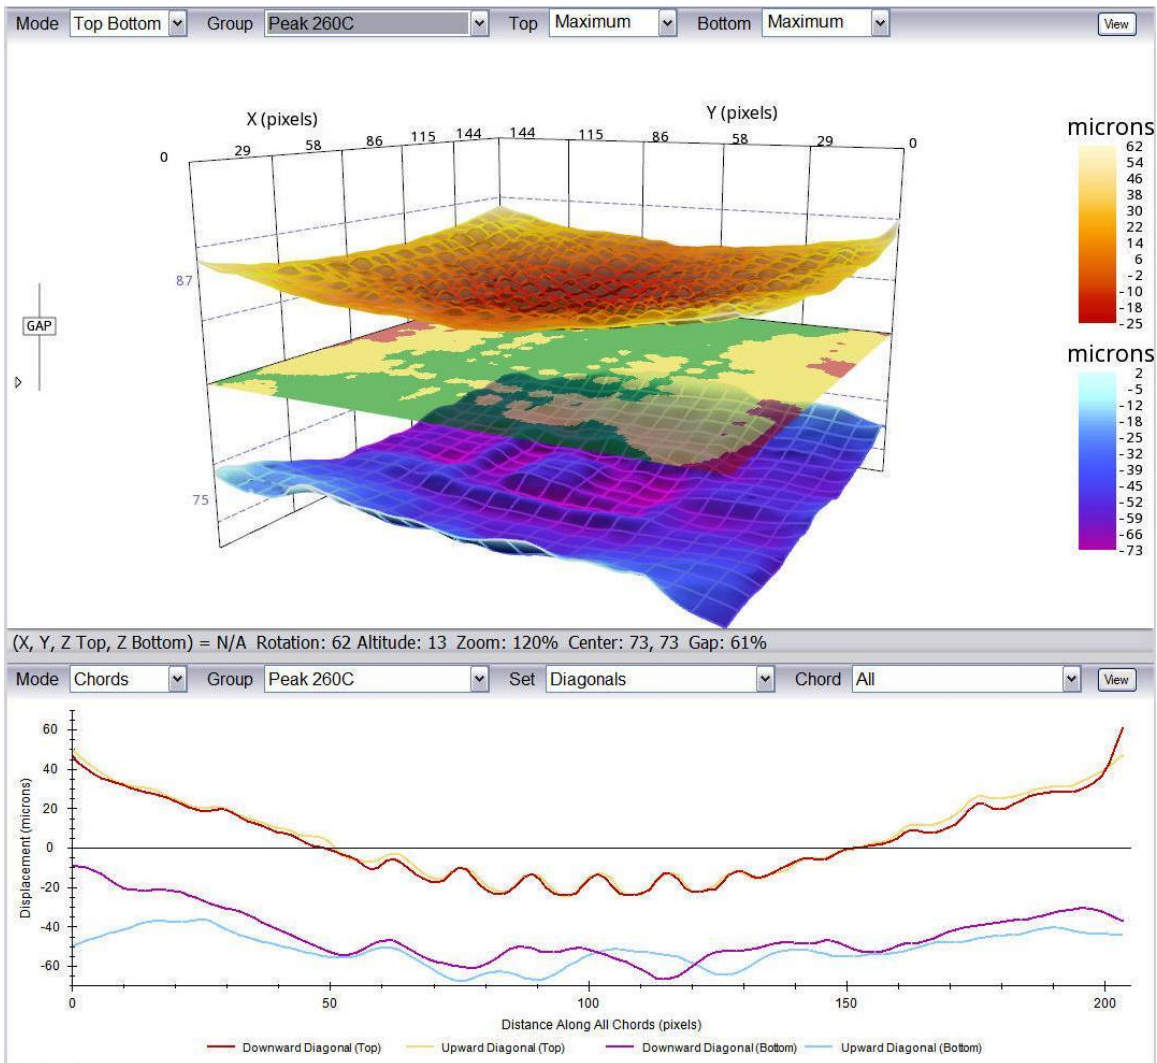 Mode Top Bottom Group Peak 260C Top Maximum Bottom Maximum View
X (pixels) Y (pixels)
0 29 58 86 115 144 144 115 86 58 29 0
87
75
GAP
microns
62
54
46
38
30
22
14
6
-2
-10
-18
-25
microns
2
-5
-12
-18
-25
-32
-39
-45
-52
-59
-66
-73
(X, Y, Z Top, Z Bottom) = N/A Rotation: 62 Altitude: 13 Zoom: 120% Center: 73, 73 Gap: 61%
Mode Chords Group Peak 260C Set Diagonals Chord All View
Displacement (microns)
60
40
20
0
-20
-40
-60
0 50 100 150 200
Distance Along All Chords (pixels)
Downward Diagonal (Top) Upward Diagonal (Top) Downward Diagonal (Bottom) Upward Diagonal (Bottom)